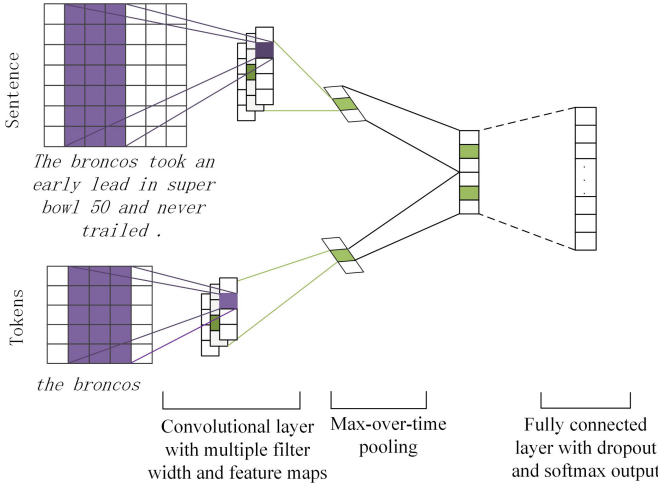 Sentence
The broncos took an
early lead in super
bowl 50 and never
trailed .
Tokens
the broncos
Convolutional layer
with multiple filter
width and feature maps
Max-over-time
pooling
Fully connected
layer with dropout
and softmax output